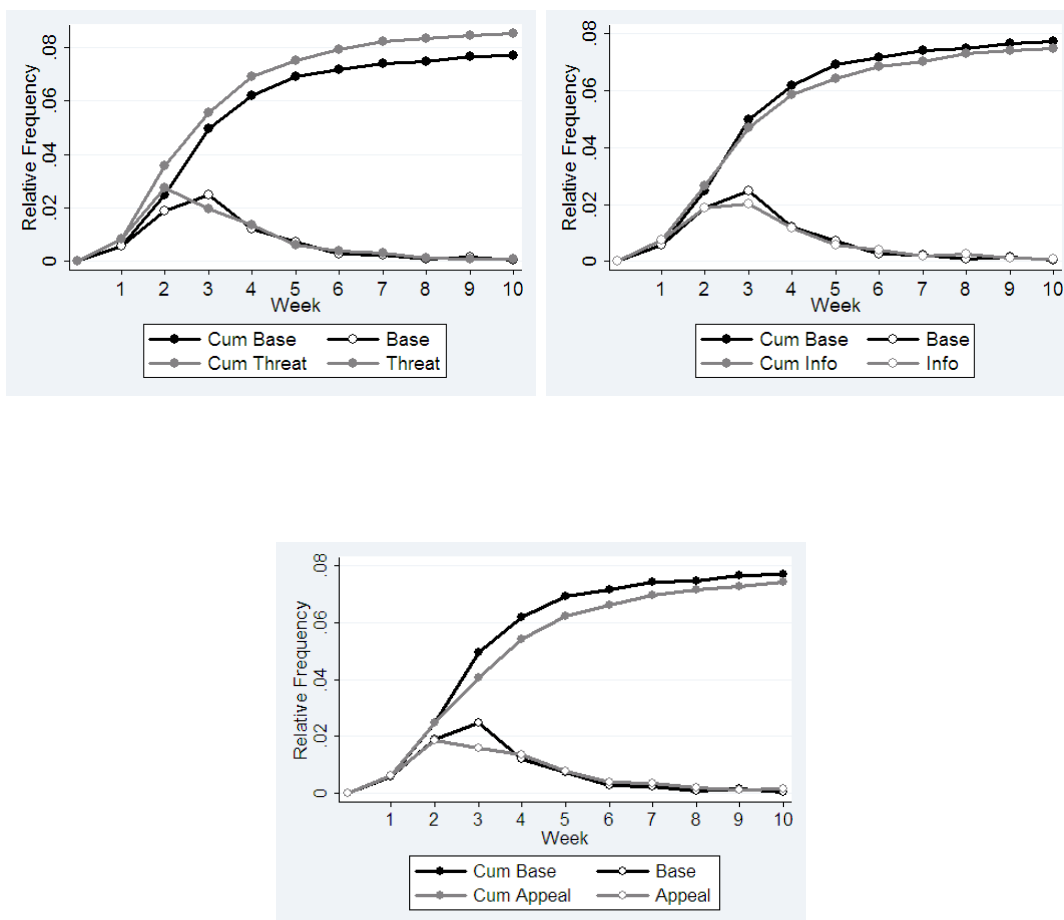 Relative Frequency
.08
.06
.04
.02
0
1 2 3 4 5 6 7 8 9 10
Week
Cum Base Base
Cum Threat Threat
Relative Frequency
.08
.06
.04
.02
0
1 2 3 4 5 6 7 8 9 10
Week
Cum Base Base
Cum Info Info
Relative Frequency
.08
.06
.04
.02
0
1 2 3 4 5 6 7 8 9 10
Week
Cum Base Base
Cum Appeal Appeal